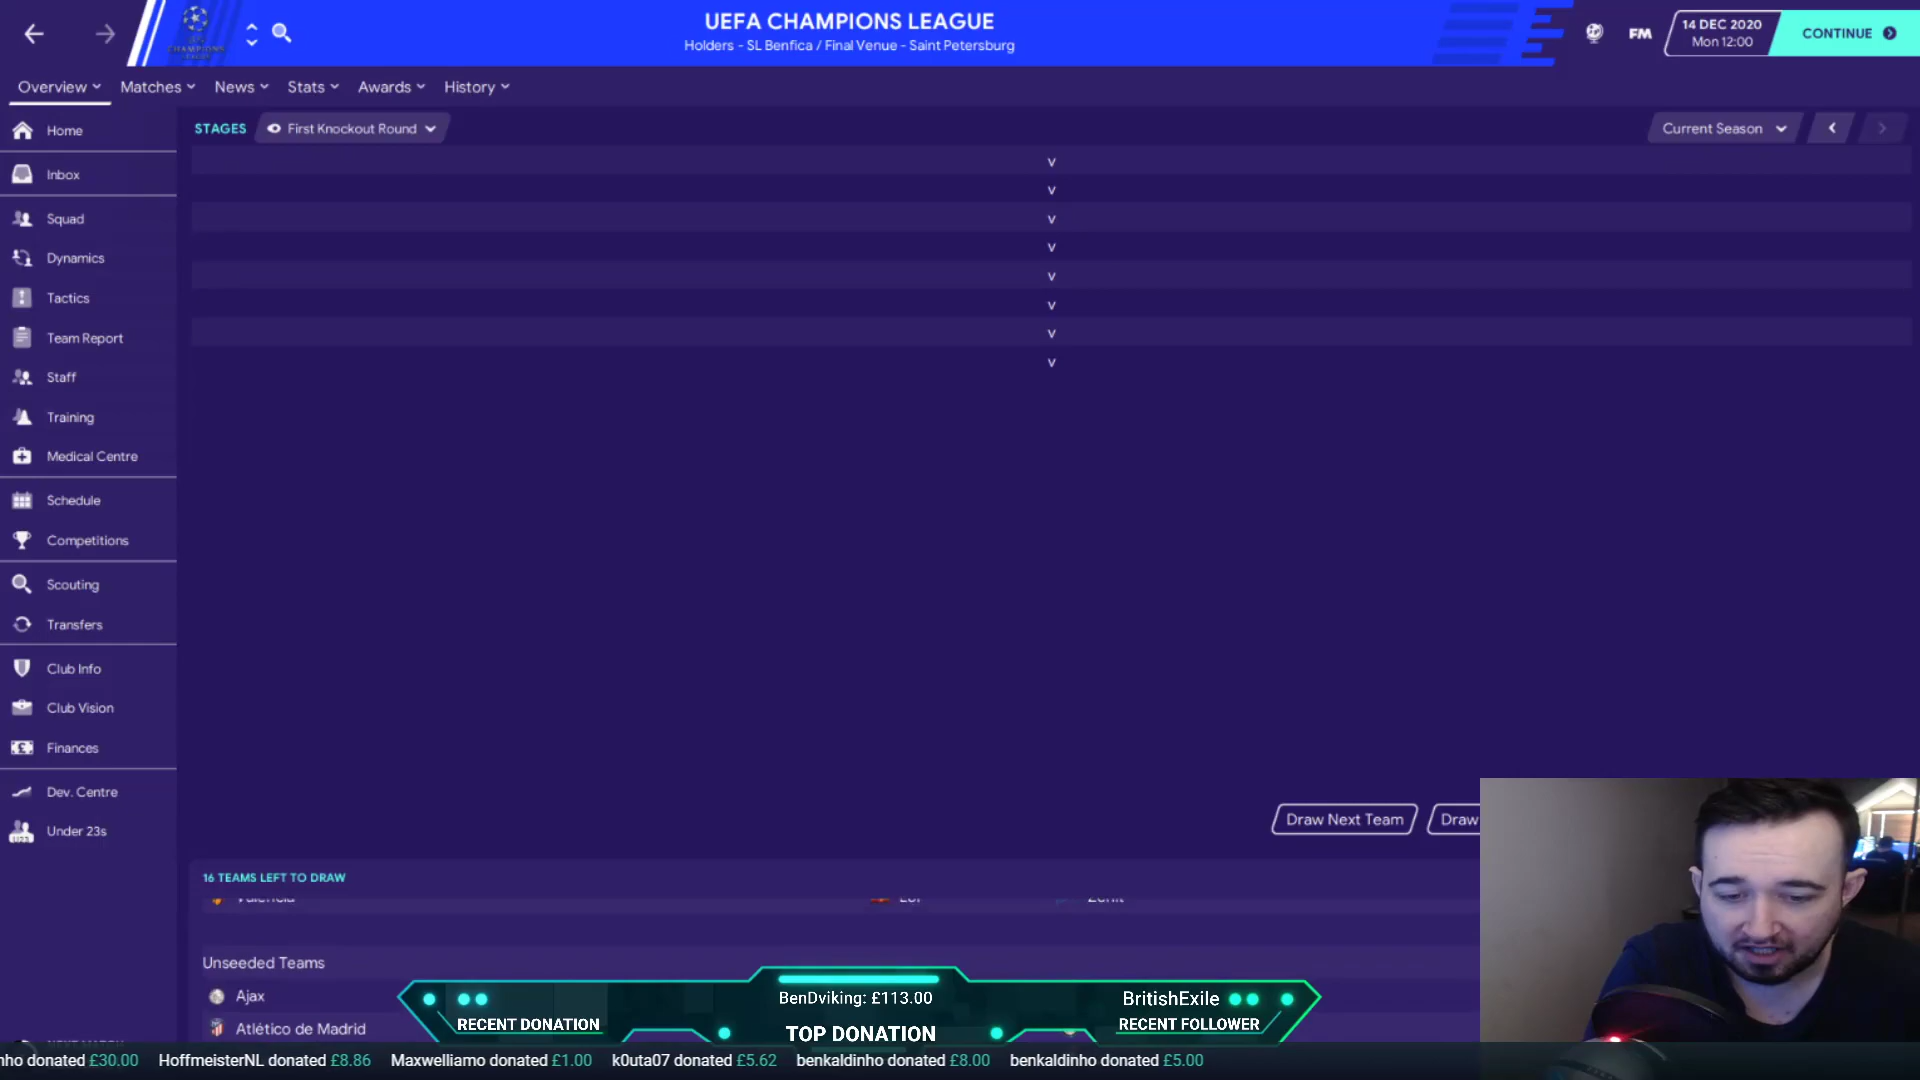 UEFA CHAMPIONS LEAGUE
Holders - SL Benfica / Final Venue - Saint Petersburg
FM
14 DEC 2020
Mon 12:00
CONTINUE
Overview
Matches
News
Stats
Awards
History
Home
Inbox
Squad
Dynamics
Tactics
Team Report
Staff
Training
Medical Centre
Schedule
Competitions
Scouting
Transfers
Club Info
Club Vision
Finances
Dev. Centre
Under 23s
STAGES
First Knockout Round
Current Season
v
v
v
v
v
v
v
v
Draw Next Team
Draw
16 TEAMS LEFT TO DRAW
Valencia
Zenit
Unseeded Teams
Ajax
Atlético de Madrid
RECENT DONATION
BenDviking: £113.00
TOP DONATION
BritishExile
RECENT FOLLOWER
nho donated £30.00 HoffmeisterNL donated £8.86 Maxwelliamo donated £1.00 k0uta07 donated £5.62 benkaldinho donated £8.00 benkaldinho donated £5.00